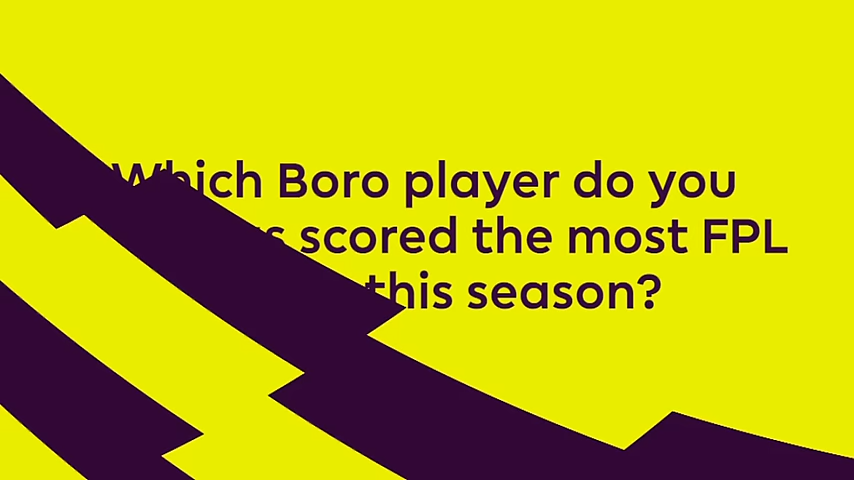 Which Boro player do you
scored the most FPL
this season?